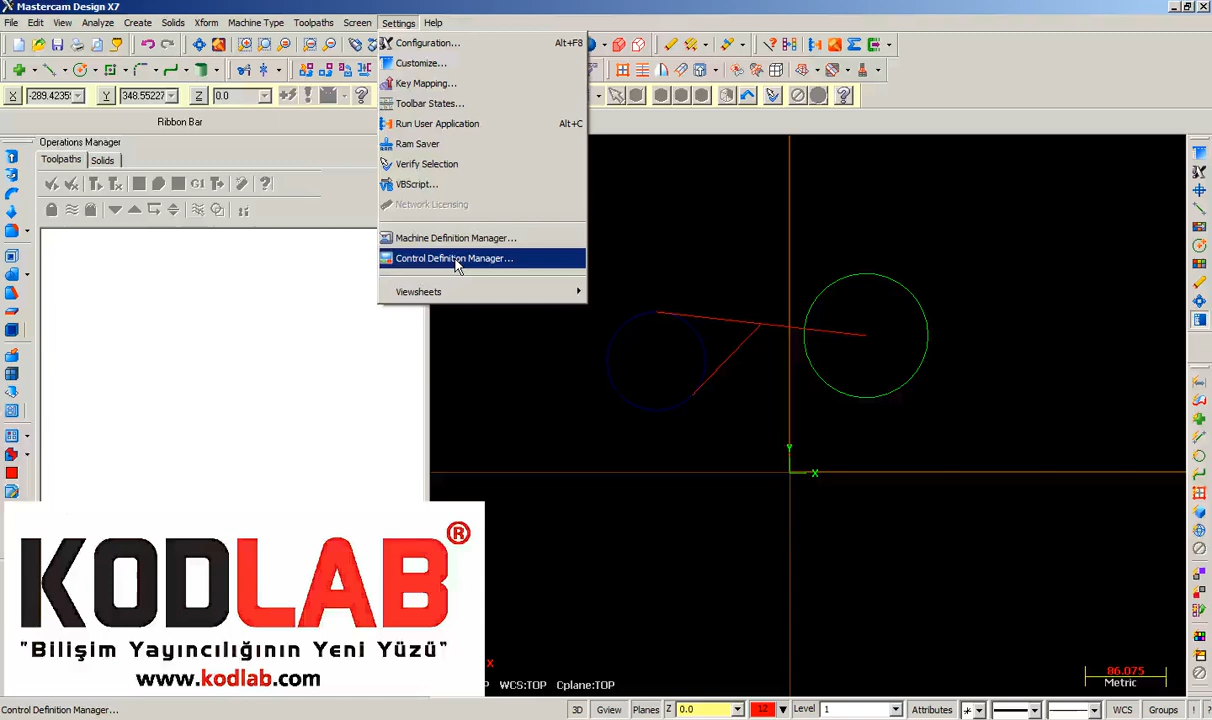 Mastercam Design X7
File Edit View Analyze Create Solids Xform Machine Type Toolpaths Screen Settings Help
Configuration... Alt+F8
Customize...
Key Mapping...
Toolbar States...
Run User Application Alt+C
Ram Saver
Verify Selection
VBScript...
Network Licensing
Machine Definition Manager...
Control Definition Manager...
Viewsheets
X -289.4235 Y 348.55227 Z 0.0
Ribbon Bar
Operations Manager
Toolpaths Solids
G1
Y
X
KODLAB®
"Bilişim Yayıncılığının Yeni Yüzü"
www.kodlab.com
X
WCS:TOP Cplane:TOP
86.075
Metric
Control Definition Manager...
3D Gview Planes Z 0.0 12 Level 1 Attributes * WCS Groups ! ?